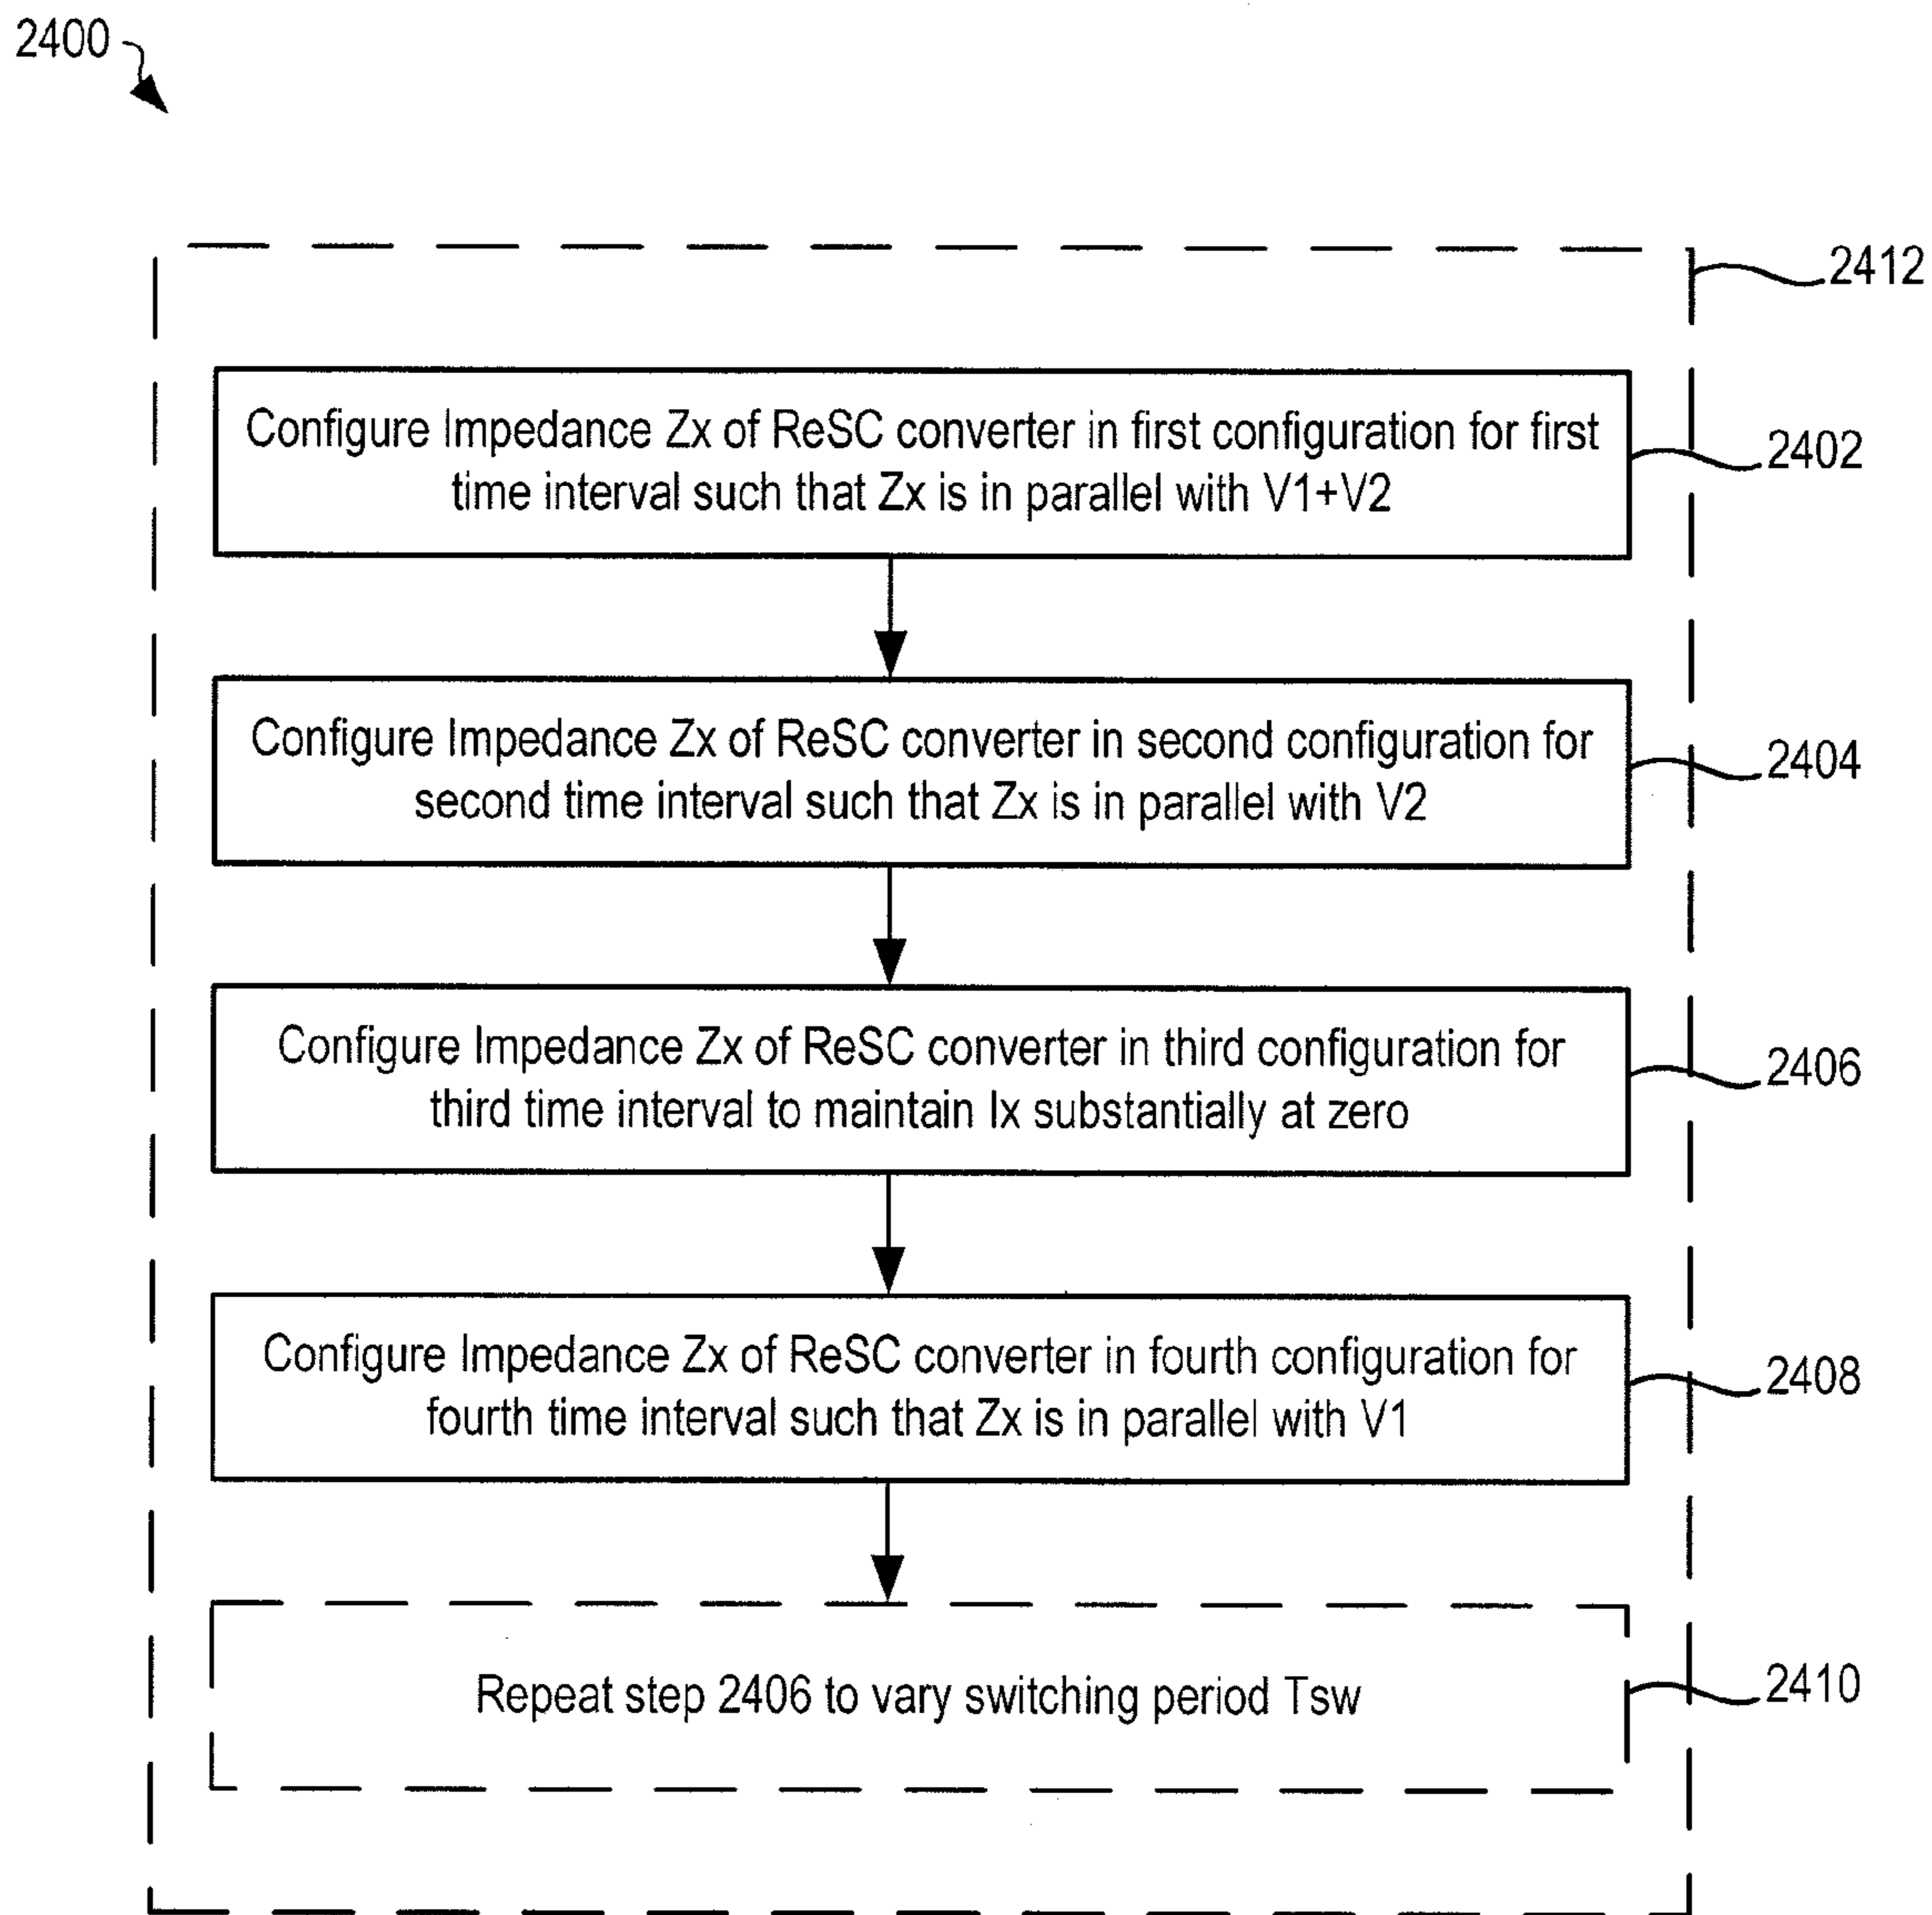 2400
2412
Configure Impedance Zx of ReSC converter in first configuration for first
time interval such that Zx is in parallel with V1+V2
2402
Configure Impedance Zx of ReSC converter in second configuration for
second time interval such that Zx is in parallel with V2
2404
Configure Impedance Zx of ReSC converter in third configuration for
third time interval to maintain Ix substantially at zero
2406
Configure Impedance Zx of ReSC converter in fourth configuration for
fourth time interval such that Zx is in parallel with V1
2408
Repeat step 2406 to vary switching period Tsw
2410